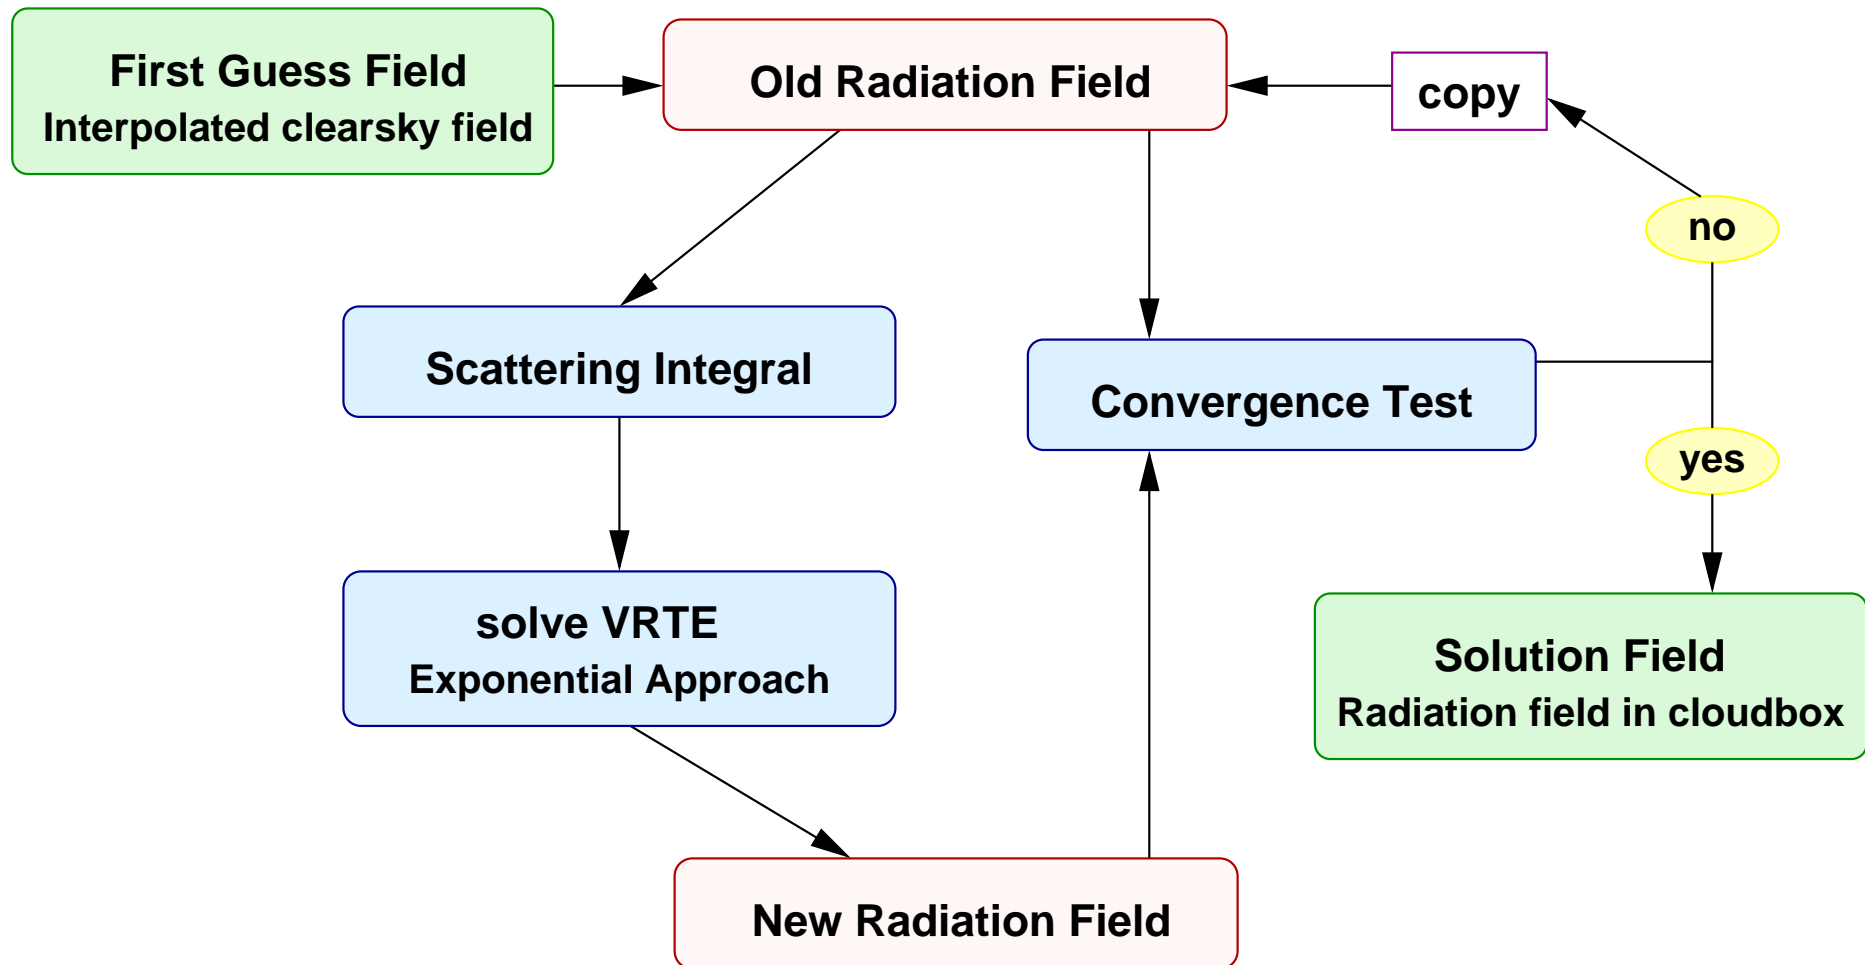 First Guess Field
Interpolated clearsky field
Old Radiation Field
copy
no
Scattering Integral
Convergence Test
yes
solve VRTE
Exponential Approach
Solution Field
Radiation field in cloudbox
New Radiation Field